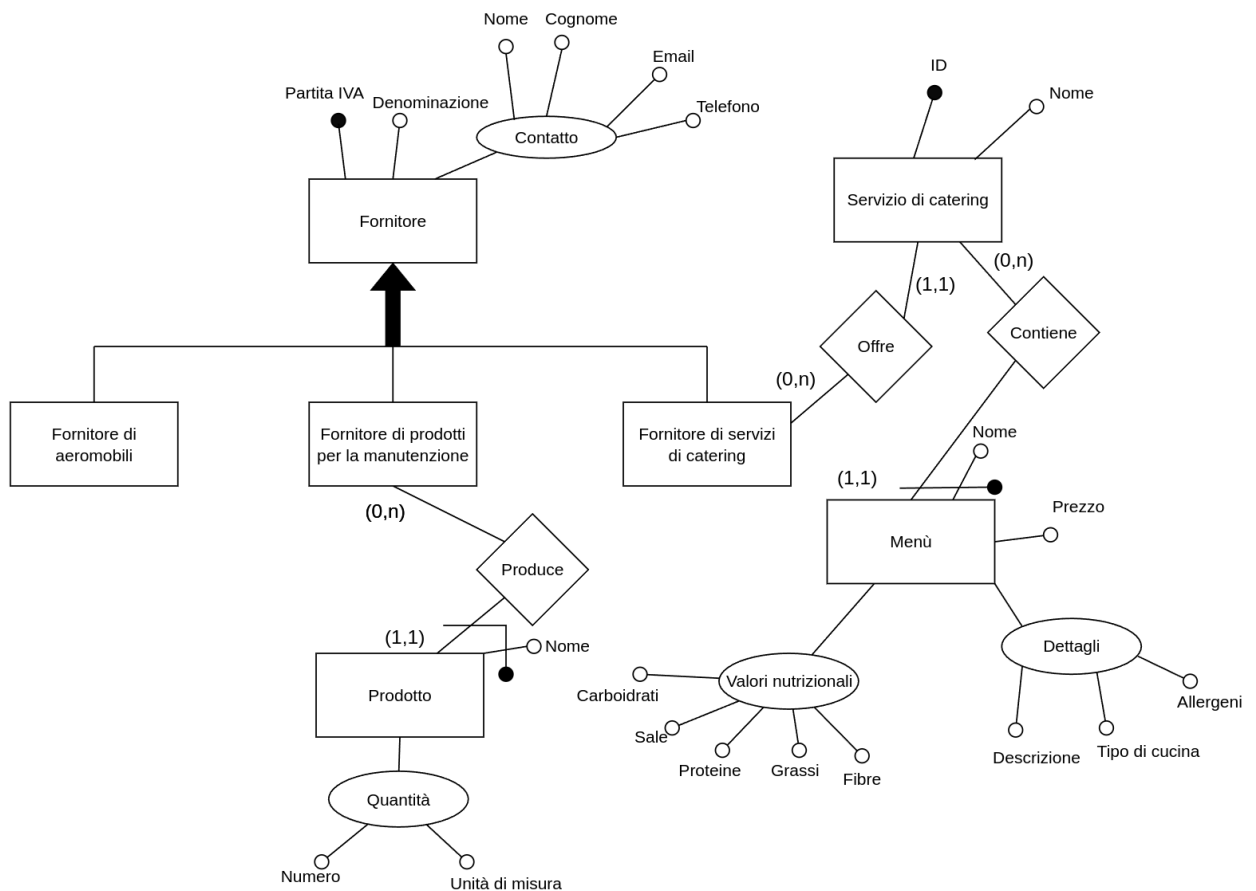 Nome
Cognome
Email
Telefono
Partita IVA
Denominazione
Contatto
Fornitore
ID
Nome
Servizio di catering
(1,1)
(0,n)
Offre
Contiene
(0,n)
Fornitore di
aeromobili
Fornitore di prodotti
per la manutenzione
Fornitore di servizi
di catering
(0,n)
Produce
(1,1)
Nome
Prodotto
Quantità
Numero
Unità di misura
Nome
(1,1)
Menù
Prezzo
Valori nutrizionali
Carboidrati
Sale
Proteine
Grassi
Fibre
Dettagli
Descrizione
Tipo di cucina
Allergeni